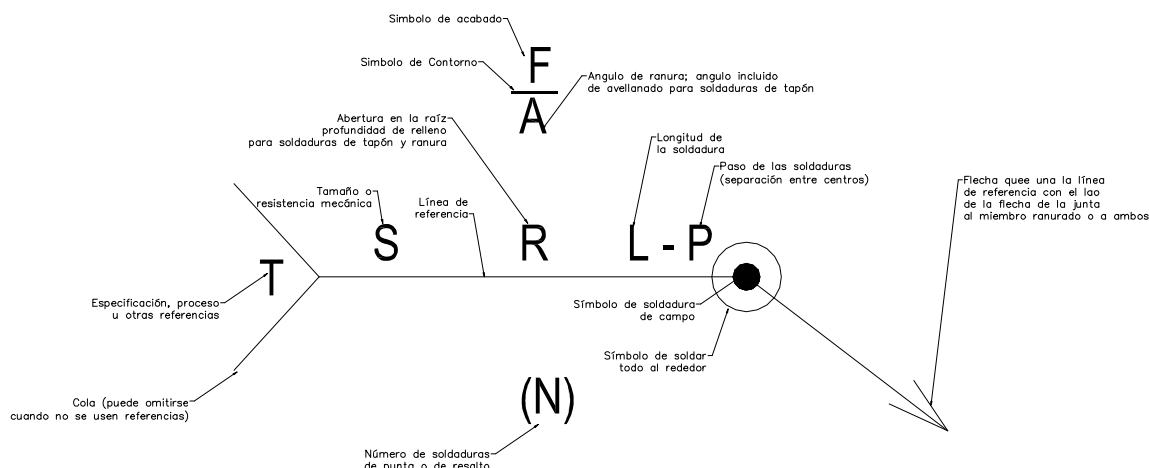 Simbolo de acabado
F
Simbolo de Contorno
A
Angulo de ranura; angulo incluido
de avellanado para soldaduras de tapón
Abertura en la raíz
profundidad de relleno
para soldaduras de tapón y ranura
Longitud de
la soldadura
Paso de las soldaduras
(separación entre centros)
Flecha quee una la línea
de referencia con el lao
de la flecha de la junta
al miembro ranurado o a ambos
Tamaño o
resistencia mecánica
Línea de
referencia
S
R
L - P
T
Especificación, proceso
u otras referencias
Símbolo de soldadura
de campo
Símbolo de soldar
todo al rededor
Cola (puede omitirse
cuando no se usen referencias)
(N)
Número de soldaduras
de punta o de resalto